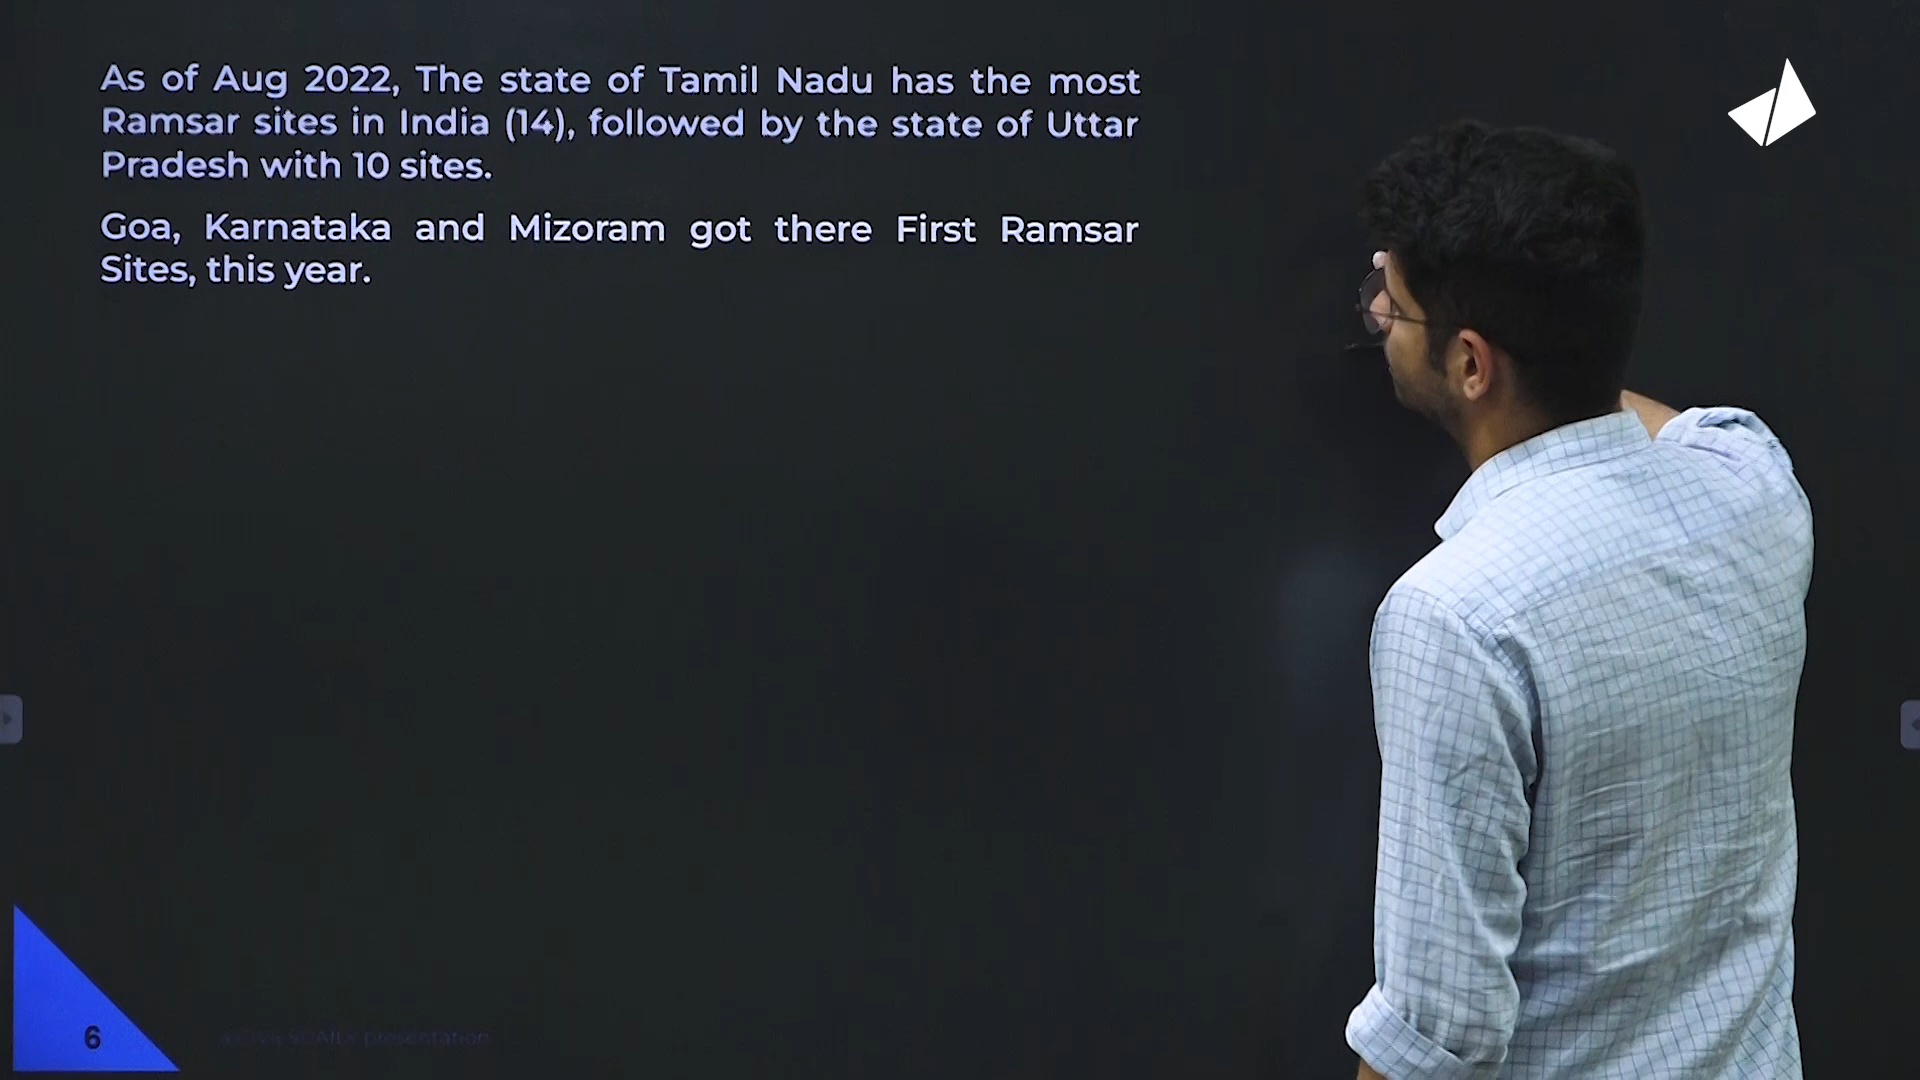 As of Aug 2022, The state of Tamil Nadu has the most
Ramsar sites in India (14), followed by the state of Uttar
Pradesh with 10 sites.
Goa, Karnataka and Mizoram got there First Ramsar
Sites, this year.
6
presentation